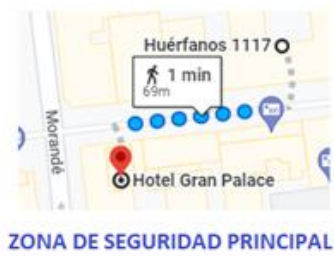 Huérfanos 1117
1 min
69m
Morandé
Hotel Gran Palace
ZONA DE SEGURIDAD PRINCIPAL